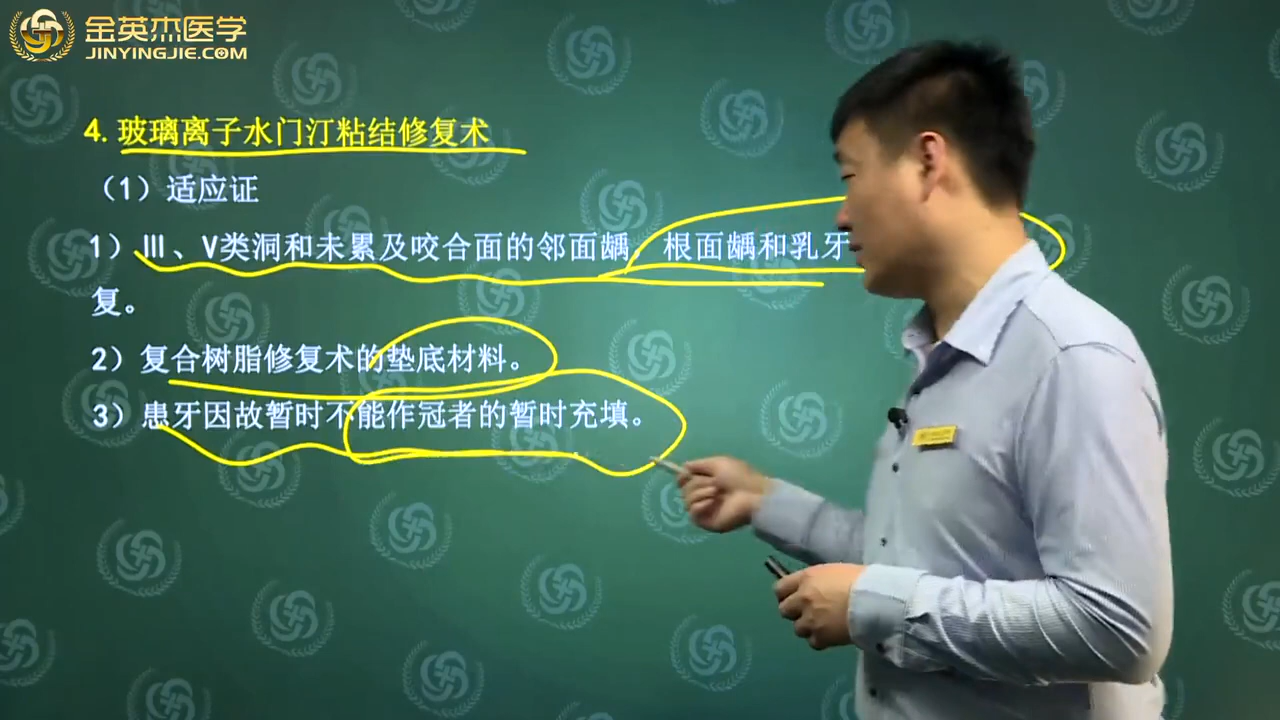 金英杰医学
JINYINGJIE.COM
4. 玻璃离子水门汀粘结修复术
（1）适应证
1）Ⅲ、V类洞和未累及咬合面的邻面龋，根面龋和乳牙
复。
2）复合树脂修复术的垫底材料。
3）患牙因故暂时不能作冠者的暂时充填。